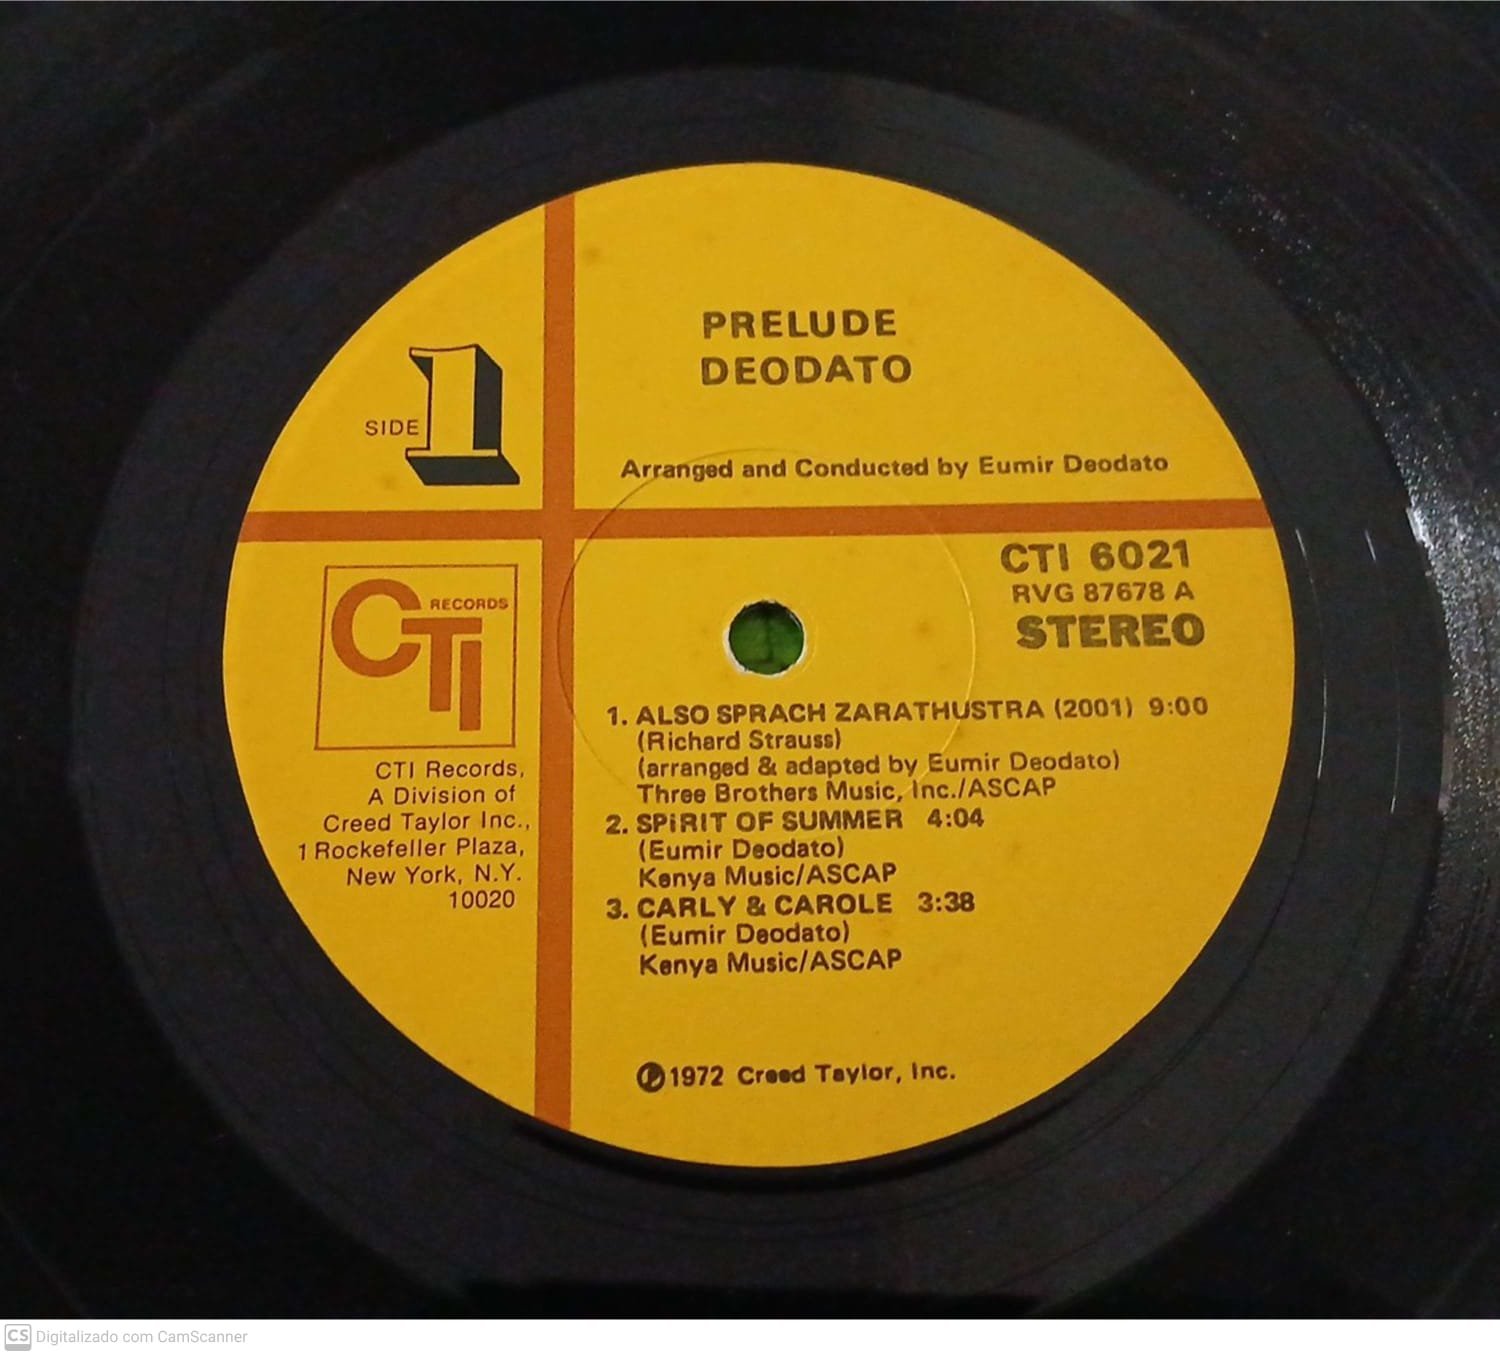 PRELUDE
DEODATO
SIDE 1
Arranged and Conducted by Eumir Deodato
CTI 6021
RVG 87678 A
STEREO
CTI RECORDS
CTI Records,
A Division of
Creed Taylor Inc.,
1 Rockefeller Plaza,
New York, N.Y.
10020
1. ALSO SPRACH ZARATHUSTRA (2001) 9:00
(Richard Strauss)
(arranged & adapted by Eumir Deodato)
Three Brothers Music, Inc./ASCAP
2. SPiRIT OF SUMMER 4:04
(Eumir Deodato)
Kenya Music/ASCAP
3. CARLY & CAROLE 3:38
(Eumir Deodato)
Kenya Music/ASCAP
℗1972 Creed Taylor, Inc.
CS Digitalizado com CamScanner